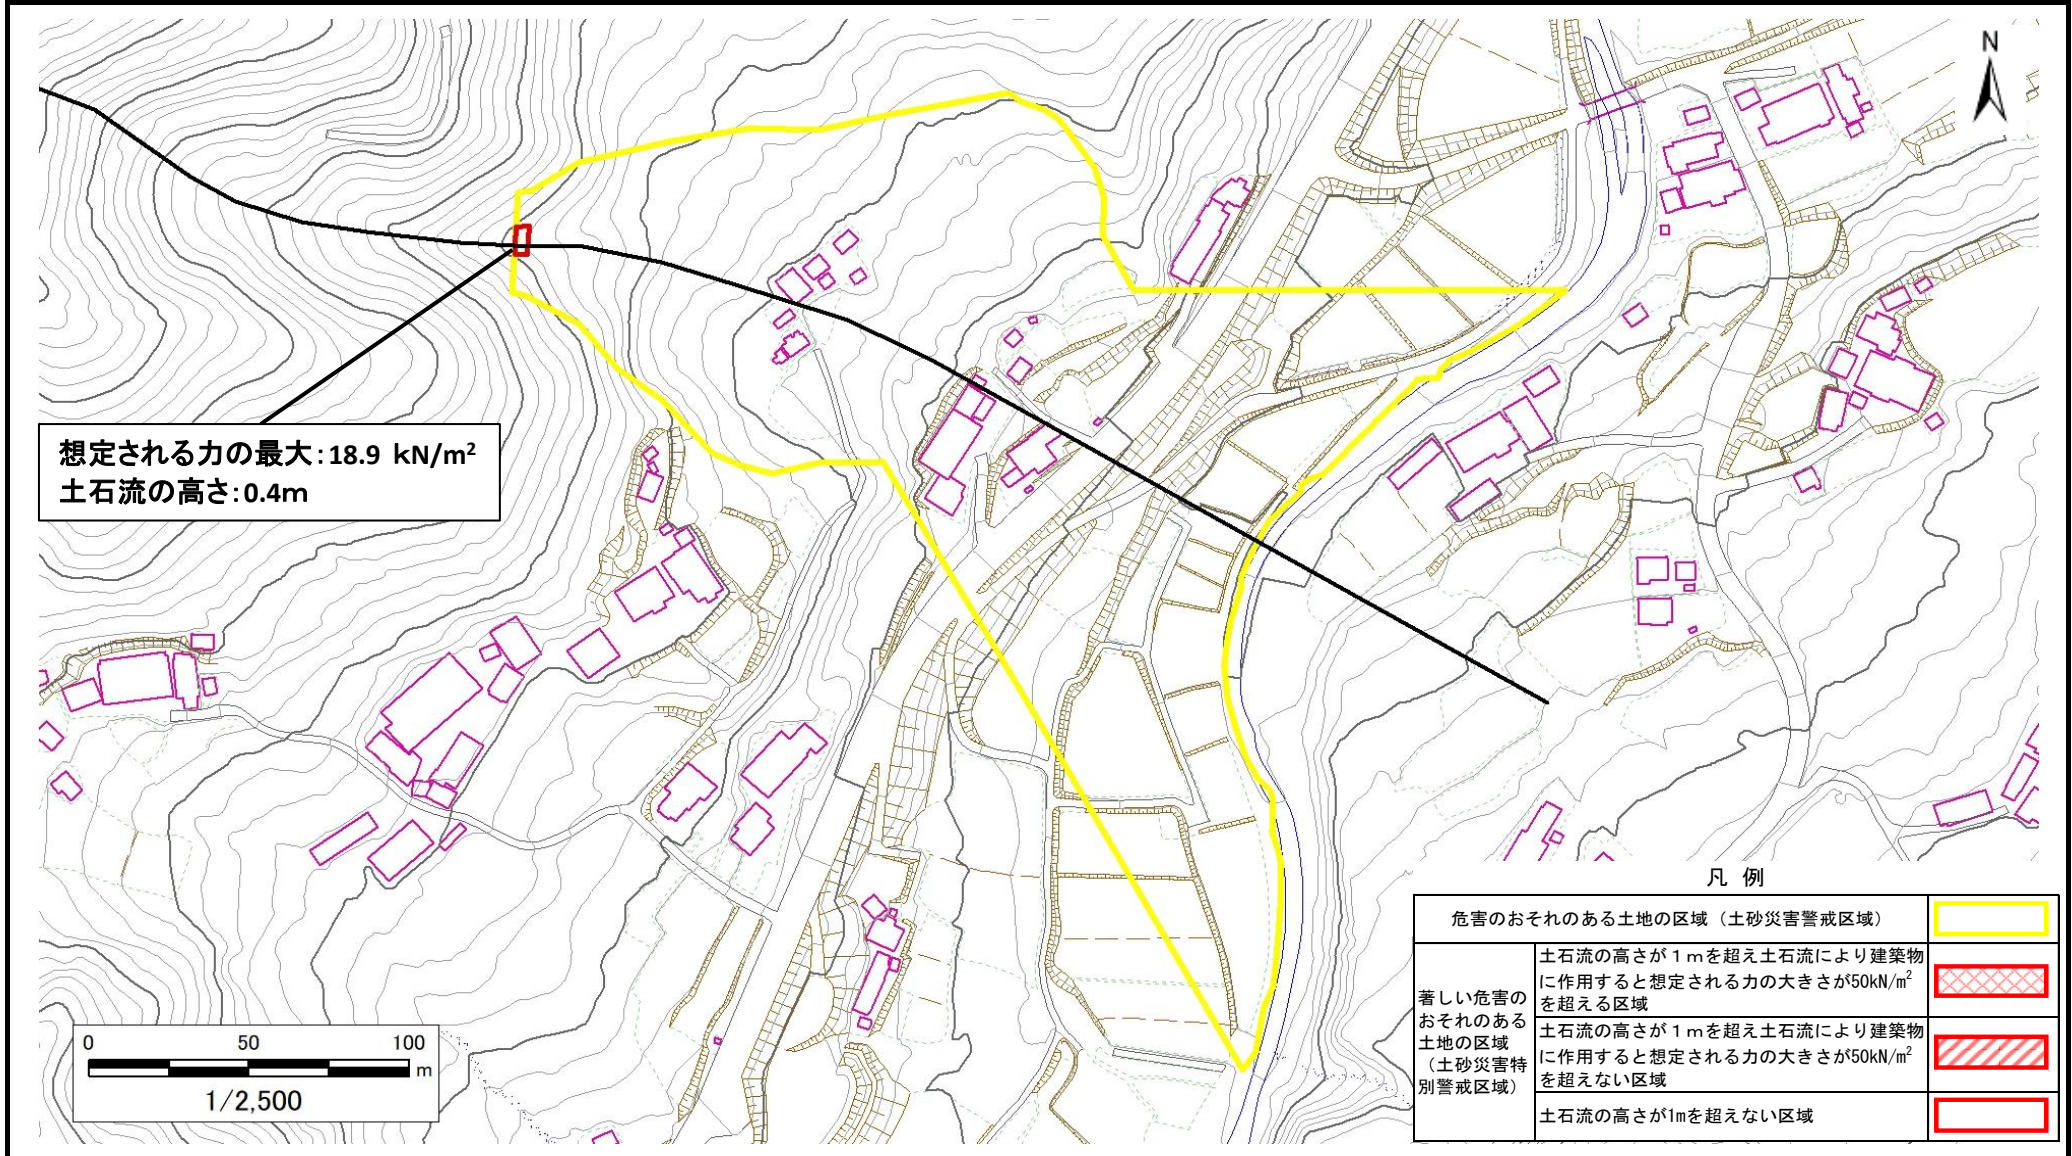 N
想定される力の最大:18.9 kN/m²
土石流の高さ:0.4m
凡 例
危害のおそれのある土地の区域（土砂災害警戒区域）
著しい危害の
おそれのある
土地の区域
（土砂災害特
別警戒区域）
土石流の高さが１ｍを超え土石流により建築物
に作用すると想定される力の大きさが50kN/m²
を超える区域
土石流の高さが１ｍを超え土石流により建築物
に作用すると想定される力の大きさが50kN/m²
を超えない区域
土石流の高さが1mを超えない区域
0 50 100
m
1/2,500